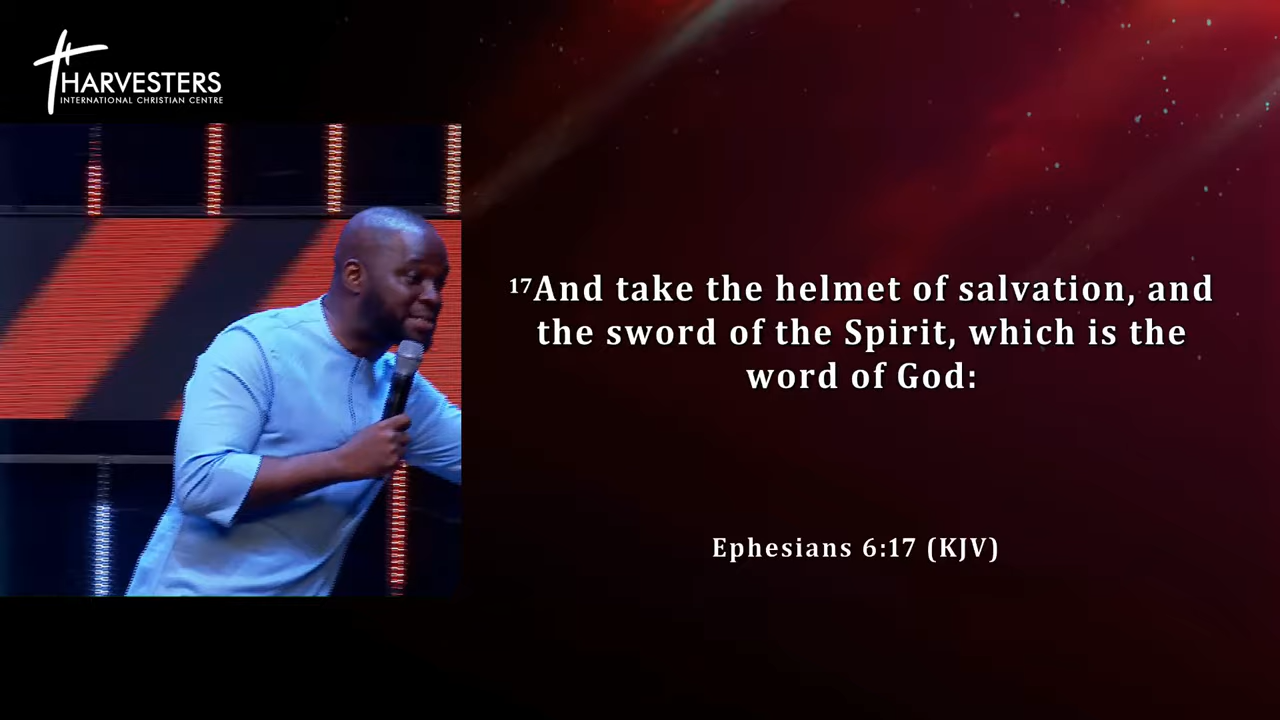 HARVESTERS
INTERNATIONAL CHRISTIAN CENTRE
¹⁷And take the helmet of salvation, and
the sword of the Spirit, which is the
word of God:
Ephesians 6:17 (KJV)